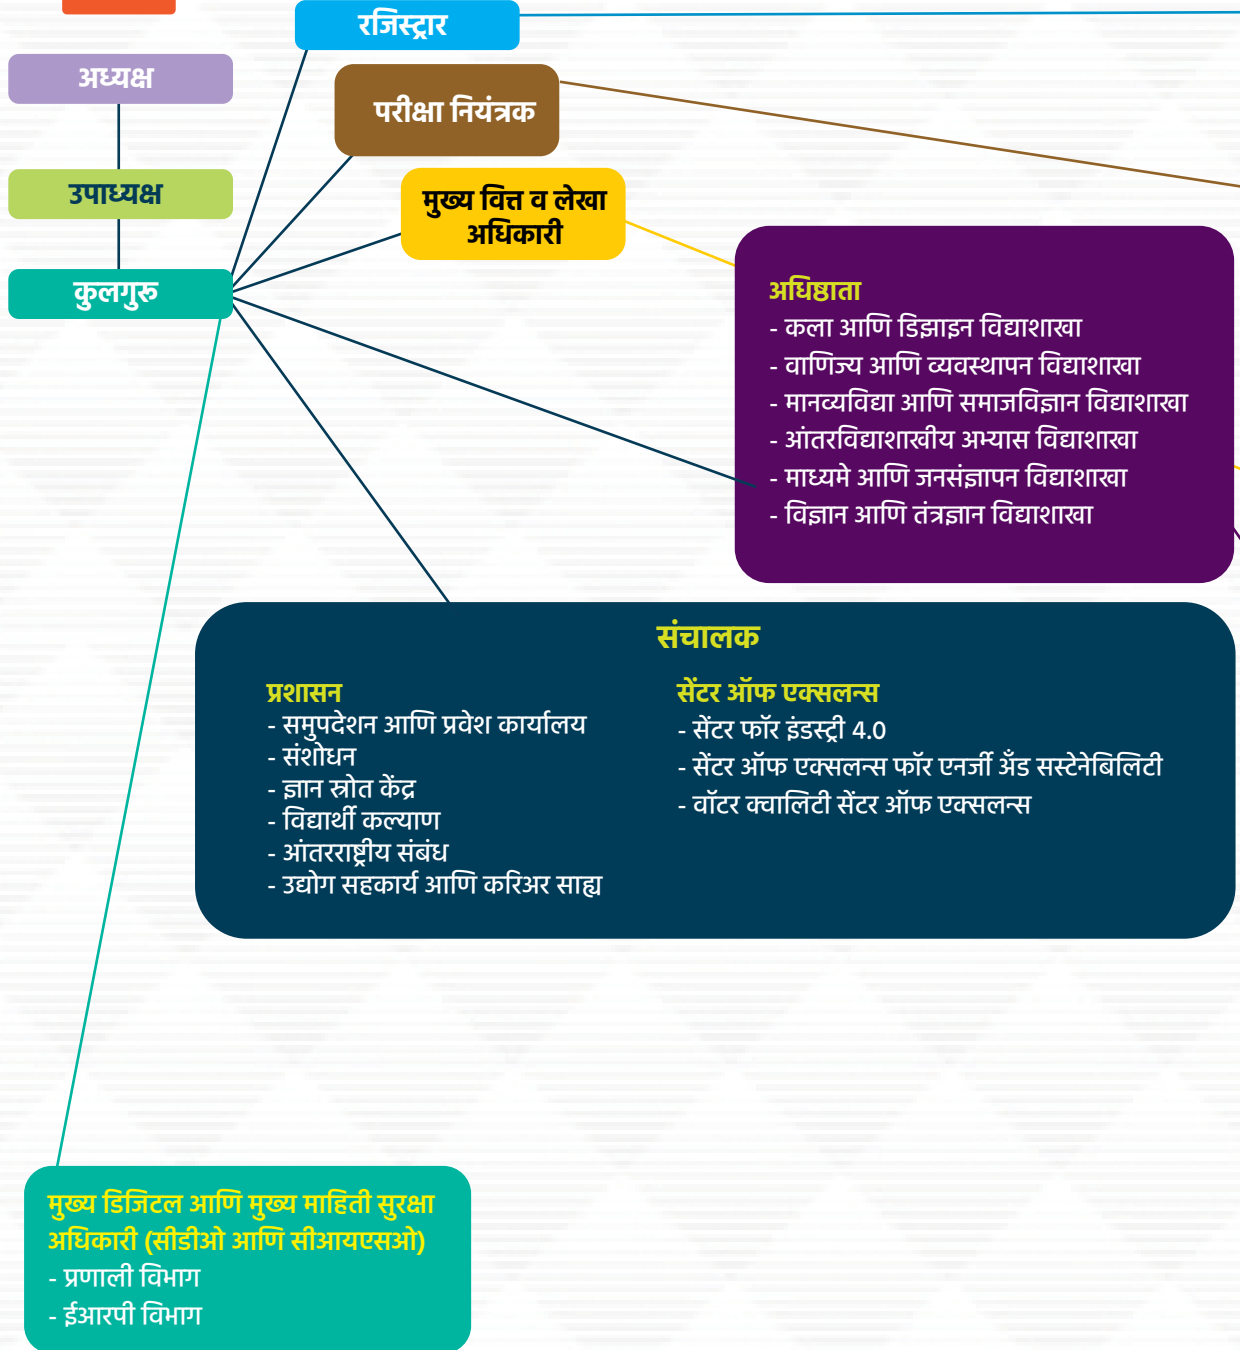 रजिस्ट्रार
अध्यक्ष
परीक्षा नियंत्रक
उपाध्यक्ष
मुख्य वित्त व लेखा
अधिकारी
कुलगुरू
अधिष्ठाता
- कला आणि डिझाइन विद्याशाखा
- वाणिज्य आणि व्यवस्थापन विद्याशाखा
- मानव्यविद्या आणि समाजविज्ञान विद्याशाखा
- आंतरविद्याशाखीय अभ्यास विद्याशाखा
- माध्यमे आणि जनसंज्ञापन विद्याशाखा
- विज्ञान आणि तंत्रज्ञान विद्याशाखा
संचालक
प्रशासन
- समुपदेशन आणि प्रवेश कार्यालय
- संशोधन
- ज्ञान स्रोत केंद्र
- विद्यार्थी कल्याण
- आंतरराष्ट्रीय संबंध
- उद्योग सहकार्य आणि करिअर साह्य
सेंटर ऑफ एक्सलन्स
- सेंटर फॉर इंडस्ट्री 4.0
- सेंटर ऑफ एक्सलन्स फॉर एनर्जी अँड सस्टेनेबिलिटी
- वॉटर क्वालिटी सेंटर ऑफ एक्सलन्स
मुख्य डिजिटल आणि मुख्य माहिती सुरक्षा
अधिकारी (सीडीओ आणि सीआयएसओ)
- प्रणाली विभाग
- ईआरपी विभाग